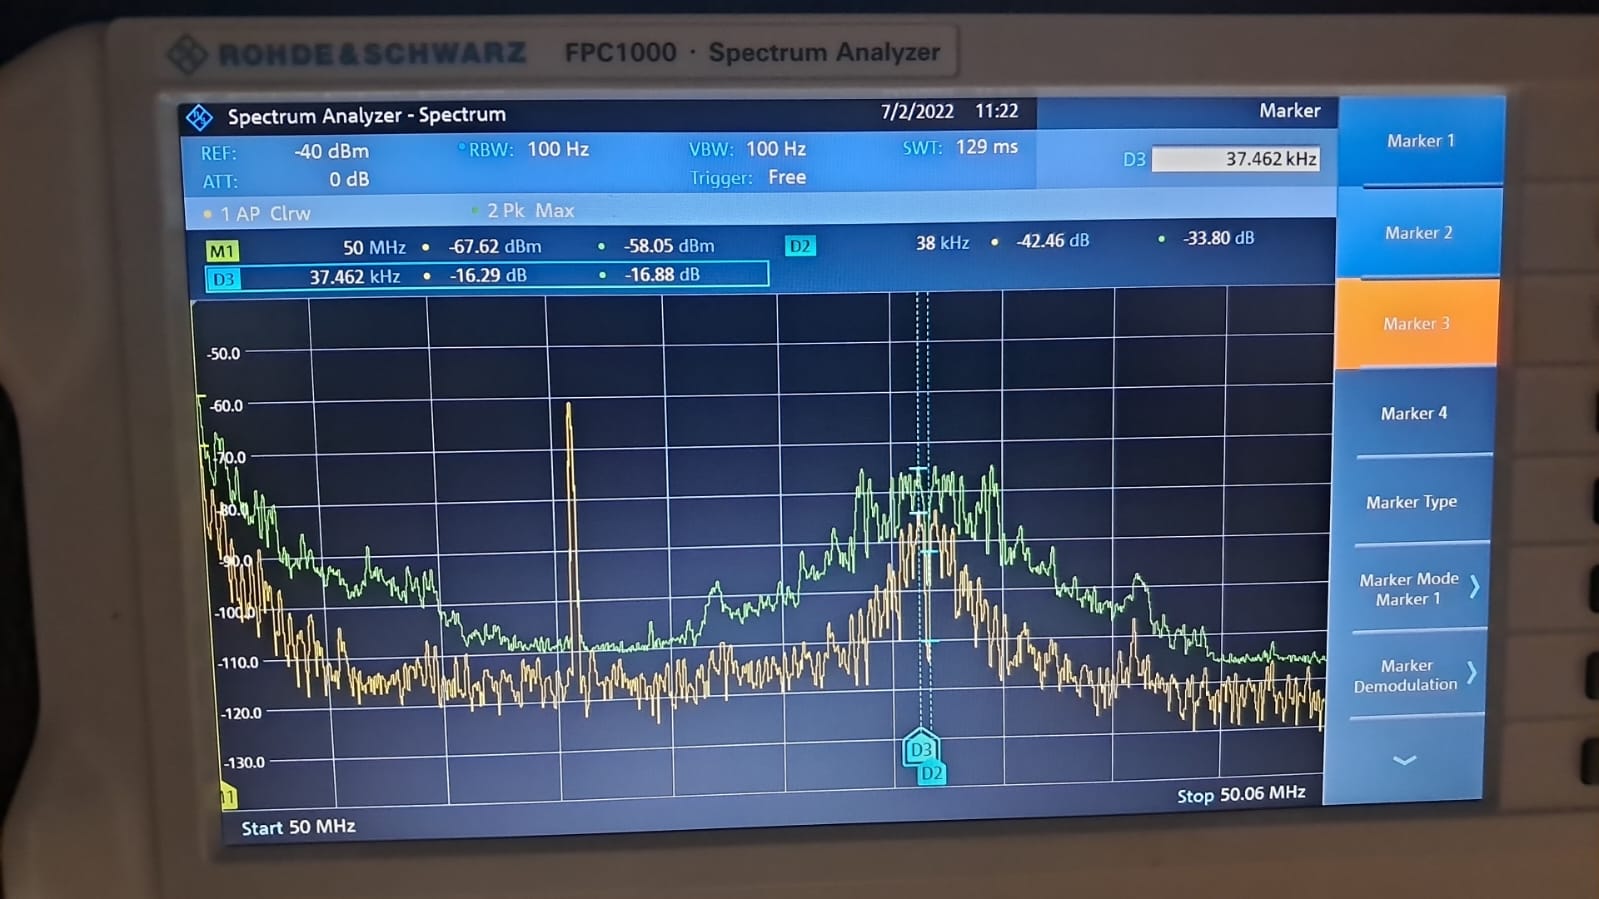 ROHDE&SCHWARZ FPC1000 · Spectrum Analyzer
Spectrum Analyzer - Spectrum 7/2/2022 11:22 Marker
REF: -40 dBm RBW: 100 Hz VBW: 100 Hz SWT: 129 ms D3 37.462 kHz
ATT: 0 dB Trigger: Free
1 AP Clrw 2 Pk Max
M1 50 MHz -67.62 dBm -58.05 dBm D2 38 kHz -42.46 dB -33.80 dB
D3 37.462 kHz -16.29 dB -16.88 dB
-50.0
-60.0
-70.0
-80.0
-90.0
-100.0
-110.0
-120.0
-130.0
D3
D2
Start 50 MHz Stop 50.06 MHz
Marker 1
Marker 2
Marker 3
Marker 4
Marker Type
Marker Mode
Marker 1
Marker
Demodulation